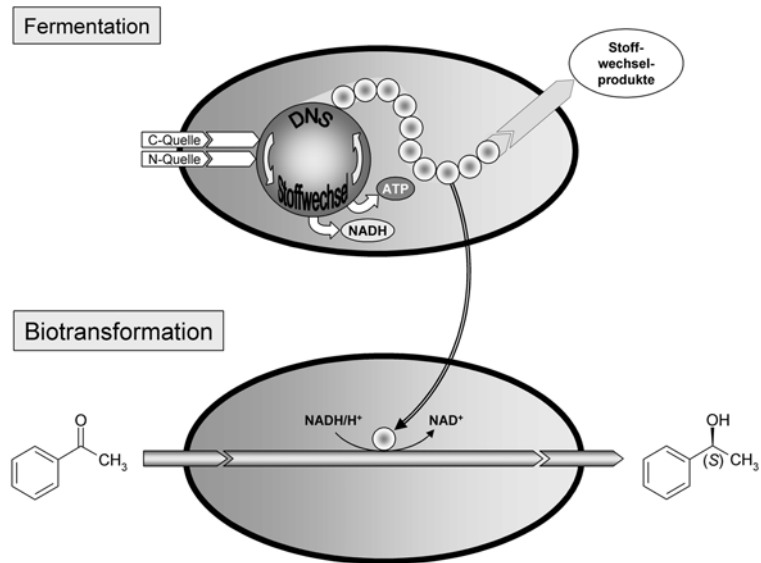 Fermentation
Stoff-
wechsel-
produkte
DNS
C-Quelle
N-Quelle
Stoffwechsel
ATP
NADH
Biotransformation
NADH/H⁺
NAD⁺
O
CH₃
OH
(S)
CH₃